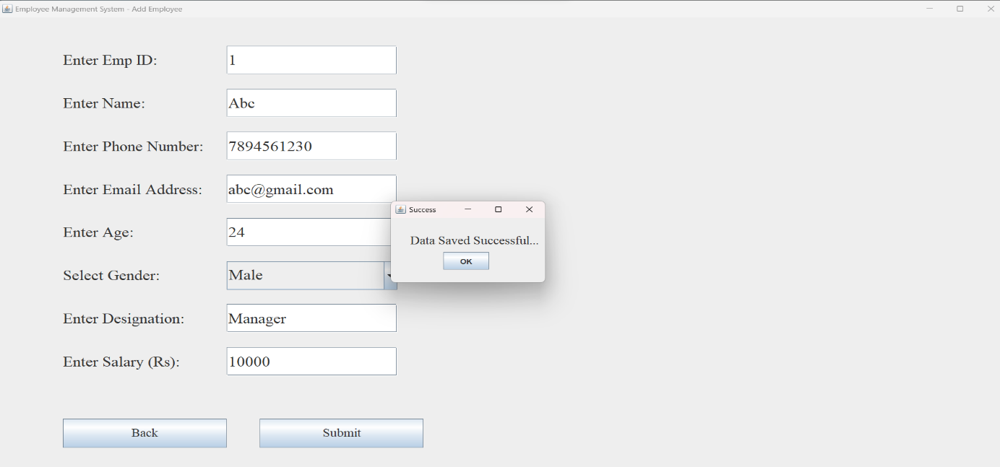 Employee Management System - Add Employee
Enter Emp ID: 1
Enter Name: Abc
Enter Phone Number: 7894561230
Enter Email Address: abc@gmail.com
Success
Enter Age: 24
Data Saved Successful...
OK
Select Gender: Male
Enter Designation: Manager
Enter Salary (Rs): 10000
Back Submit